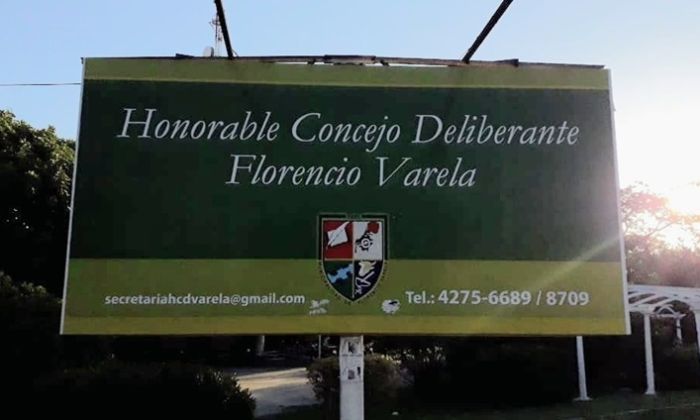 Honorable Concejo Deliberante
Florencio Varela
secretariahcdvarela@gmail.com
Tel.: 4275-6689 / 8709